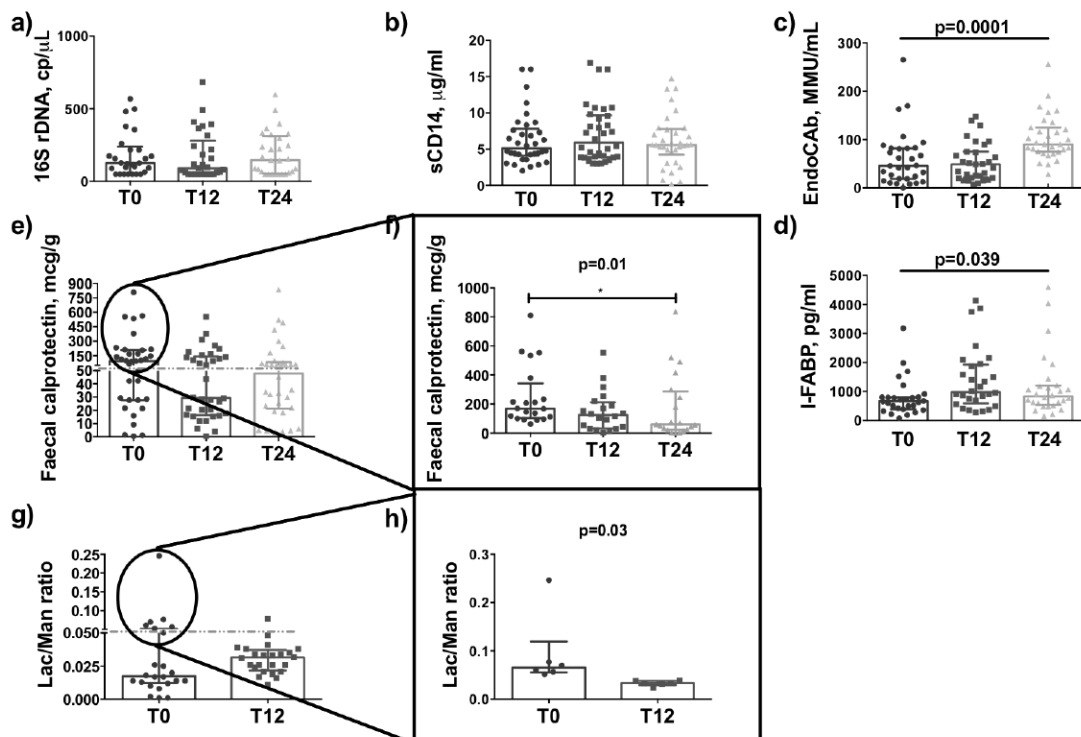 a)
16S rDNA, cp/µL
1000
500
0
T0 T12 T24
b)
sCD14, µg/ml
20
15
10
5
0
T0 T12 T24
c)
EndoCAb, MMU/mL
p=0.0001
300
200
100
0
T0 T12 T24
e)
Faecal calprotectin, mcg/g
900
750
600
450
300
150
50
40
30
20
10
0
T0 T12 T24
f)
Faecal calprotectin, mcg/g
p=0.01
*
1000
800
600
400
200
0
T0 T12 T24
d)
I-FABP, pg/ml
p=0.039
5000
4000
3000
2000
1000
0
T0 T12 T24
g)
Lac/Man ratio
0.25
0.20
0.15
0.10
0.050
0.025
0.000
T0 T12
h)
Lac/Man ratio
p=0.03
0.3
0.2
0.1
0.0
T0 T12